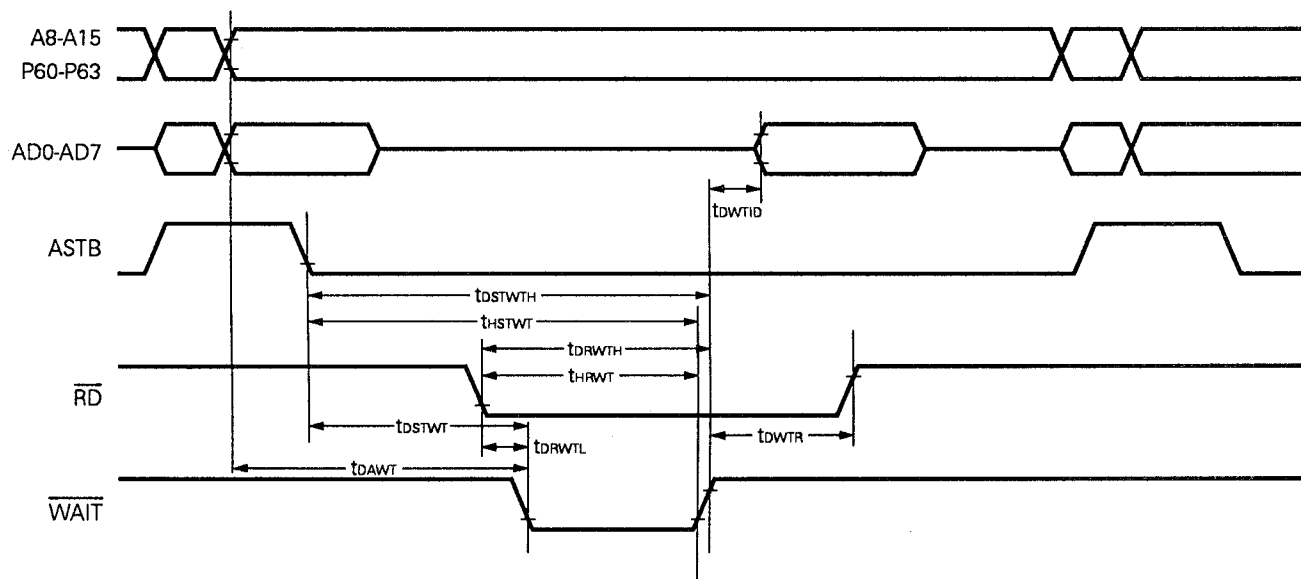 A8-A15
P60-P63
AD0-AD7
tDWTID
ASTB
tDSTWTH
tHSTWT
tDRWTH
tHRWT
RD
tDSTWT
tDRWTL
tDWTR
tDAWT
WAIT